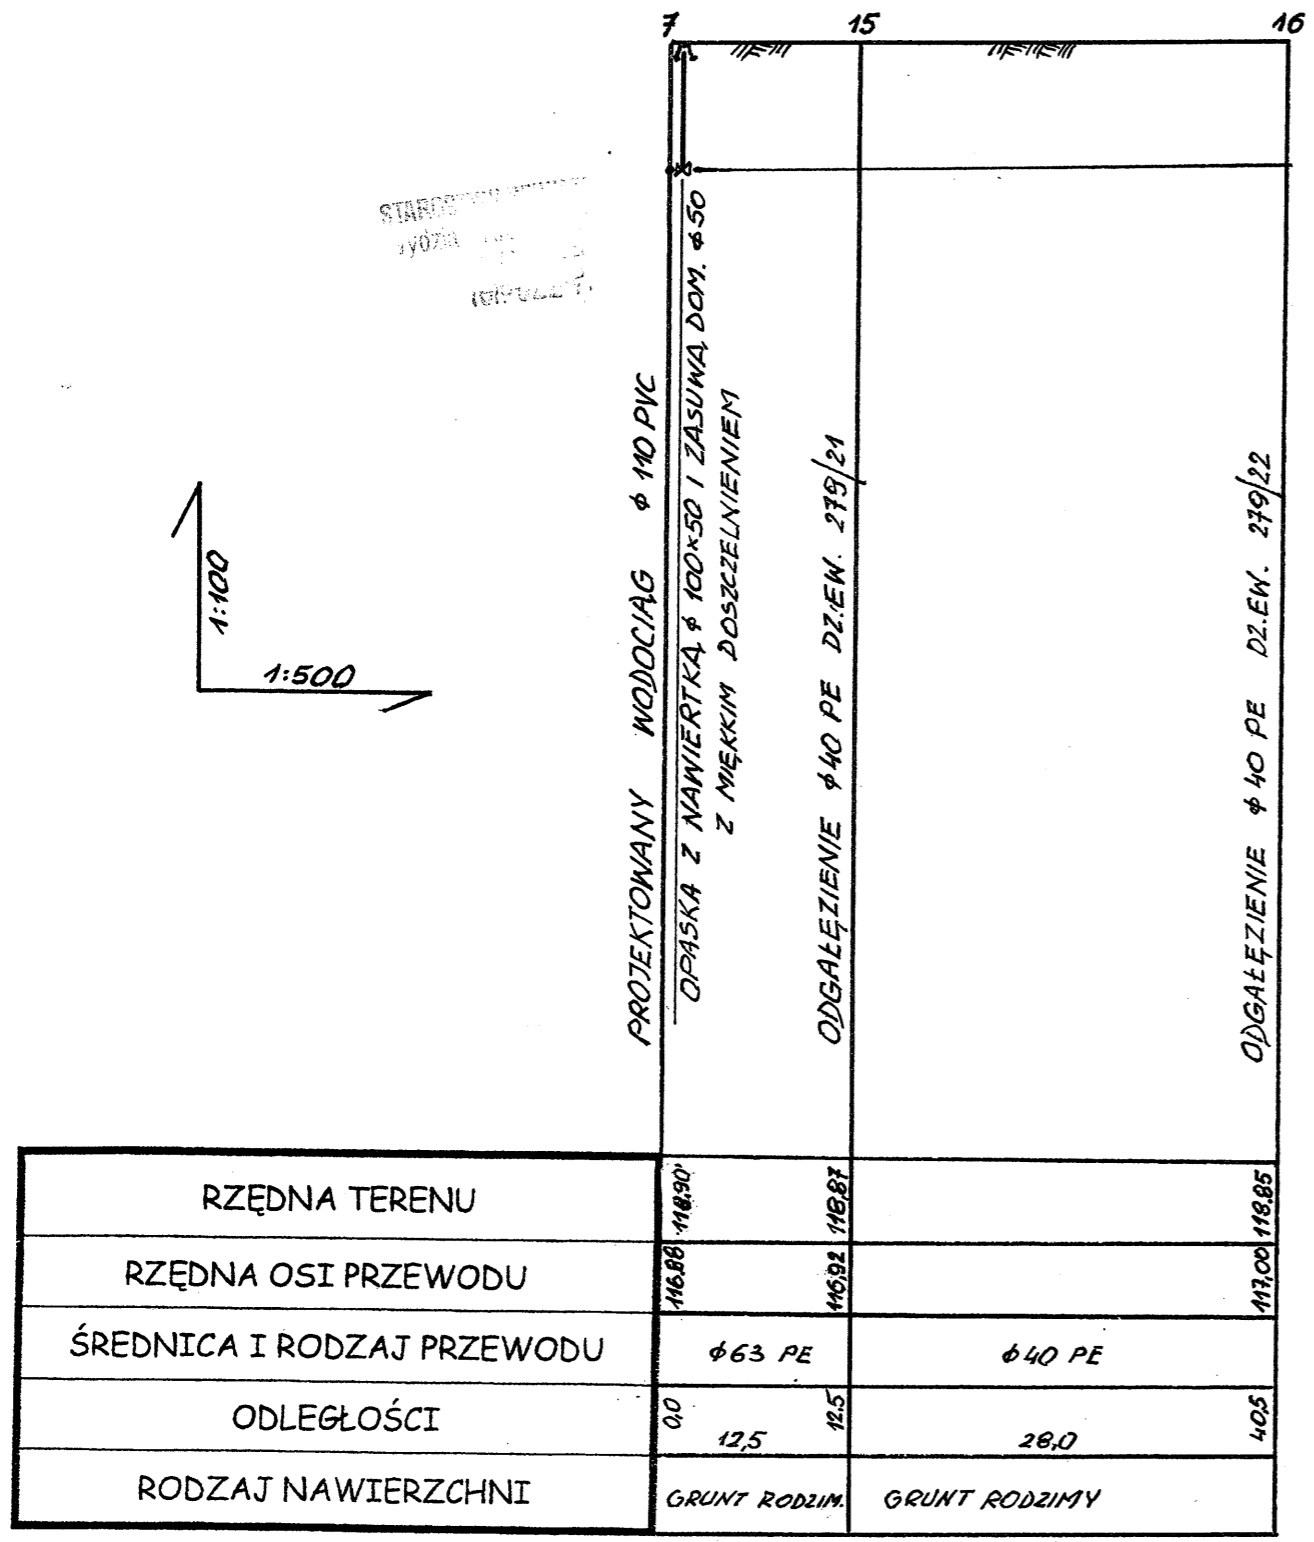 7 15 16
STAROS
ydzia
PROJEKTOWANY WODOCIĄG ϕ 110 PVC
OPASKA Z NAWIERTKĄ ϕ 100×50 I ZASUWĄ DOM. ϕ50
Z MIĘKKIM DOSZCZELNIENIEM
ODGAŁĘZIENIE ϕ40 PE DZ.EW. 279/21
ODGAŁĘZIENIE ϕ40 PE DZ.EW. 279/22
1:100
1:500
RZĘDNA TERENU 118,90 118,87 118,85
RZĘDNA OSI PRZEWODU 116,88 116,92 117,00
ŚREDNICA I RODZAJ PRZEWODU ϕ63 PE ϕ40 PE
ODLEGŁOŚCI 0,0 12,5 12.5 28,0 40,5
RODZAJ NAWIERZCHNI GRUNT RODZIM. GRUNT RODZIMY